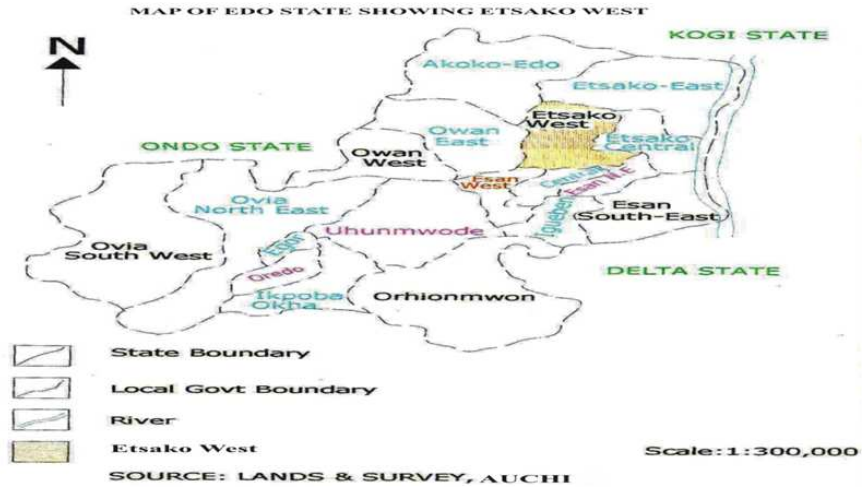 MAP OF EDO STATE SHOWING ETSAKO WEST
N
KOGI STATE
Akoko-Edo
Etsako-East
Etsako
West
Owan
East
Etsako
Central
ONDO STATE
Owan
West
Esan
West
Central
Esan N.E
Ovia
North East
Igueben
Esan
South-East
Uhunmwode
Ovia
South West
Egor
Oredo
DELTA STATE
Ikpoba
Okha
Orhionmwon
State Boundary
Local Govt Boundary
River
Etsako West
Scale:1:300,000
SOURCE: LANDS & SURVEY, AUCHI